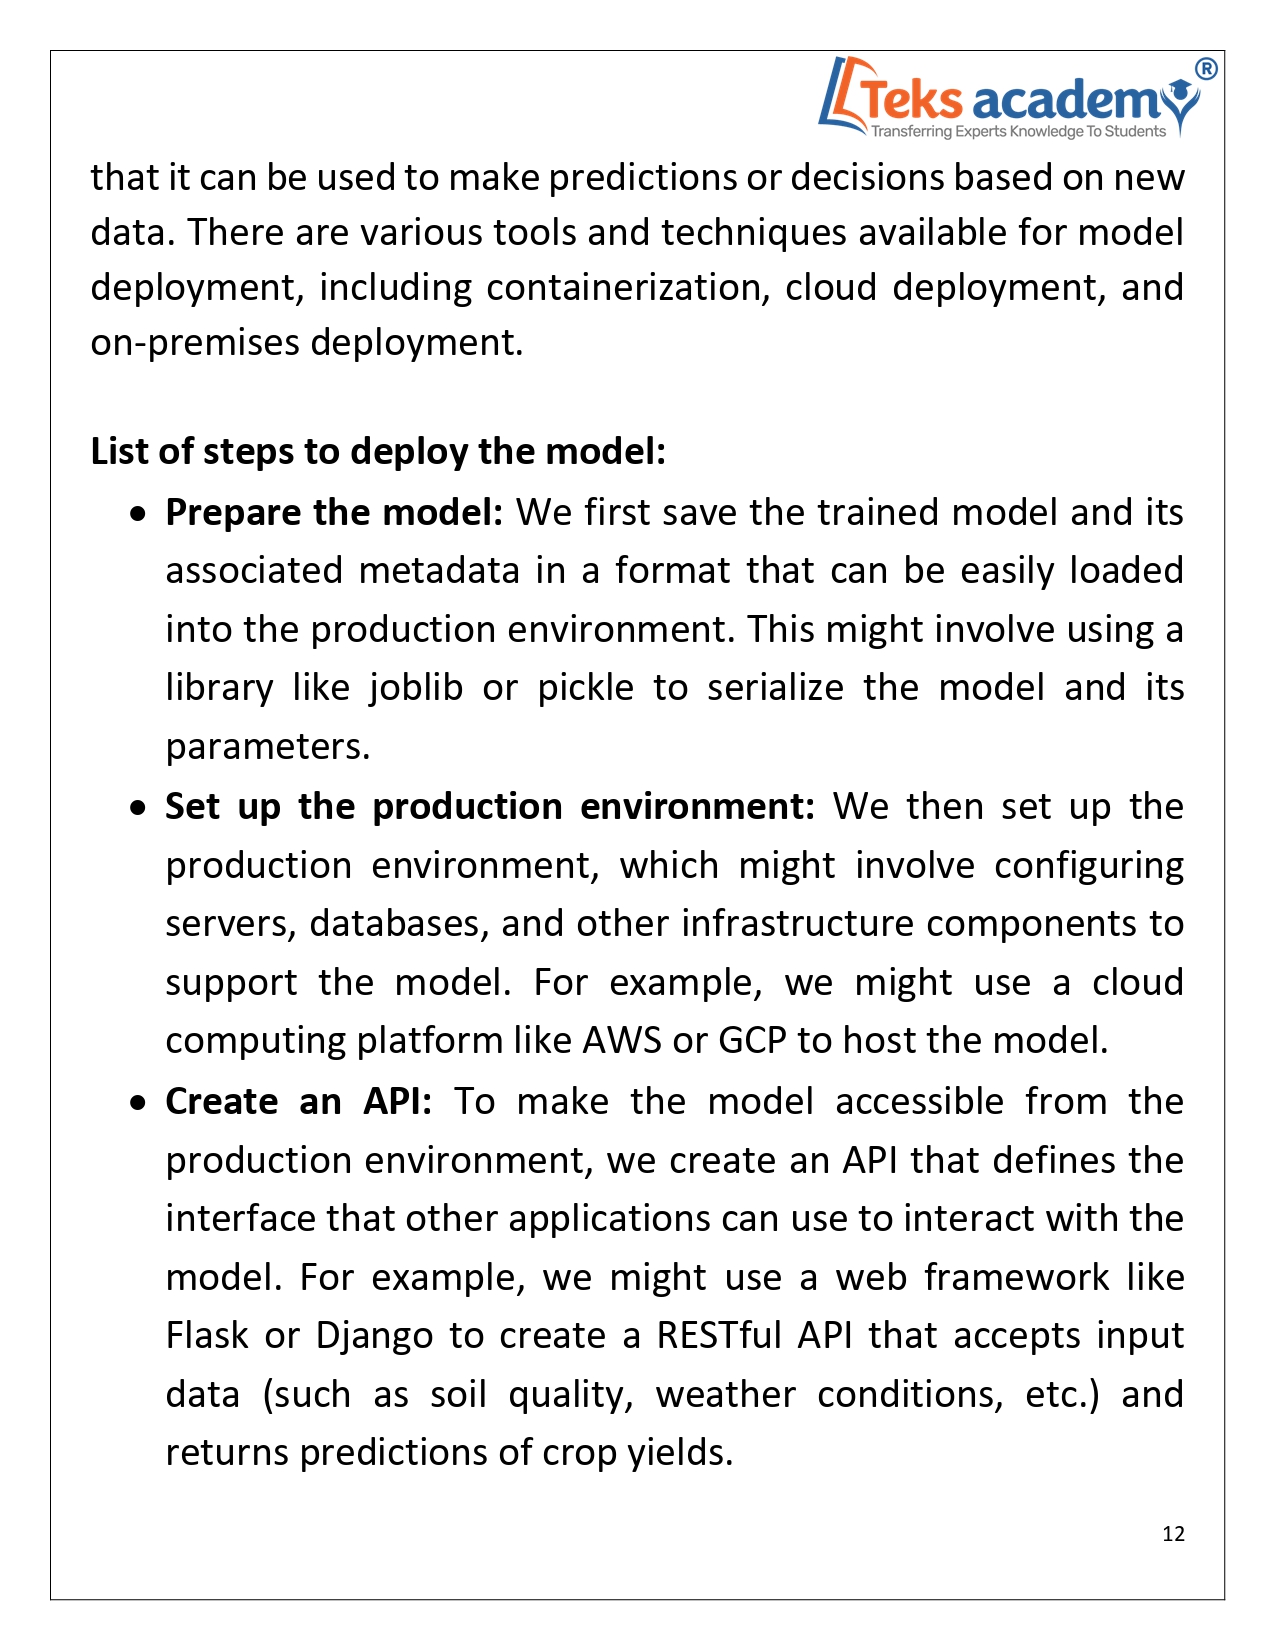 Teks academy ®
Transferring Experts Knowledge To Students
that it can be used to make predictions or decisions based on new
data. There are various tools and techniques available for model
deployment, including containerization, cloud deployment, and
on-premises deployment.
List of steps to deploy the model:
• Prepare the model: We first save the trained model and its
associated metadata in a format that can be easily loaded
into the production environment. This might involve using a
library like joblib or pickle to serialize the model and its
parameters.
• Set up the production environment: We then set up the
production environment, which might involve configuring
servers, databases, and other infrastructure components to
support the model. For example, we might use a cloud
computing platform like AWS or GCP to host the model.
• Create an API: To make the model accessible from the
production environment, we create an API that defines the
interface that other applications can use to interact with the
model. For example, we might use a web framework like
Flask or Django to create a RESTful API that accepts input
data (such as soil quality, weather conditions, etc.) and
returns predictions of crop yields.
12